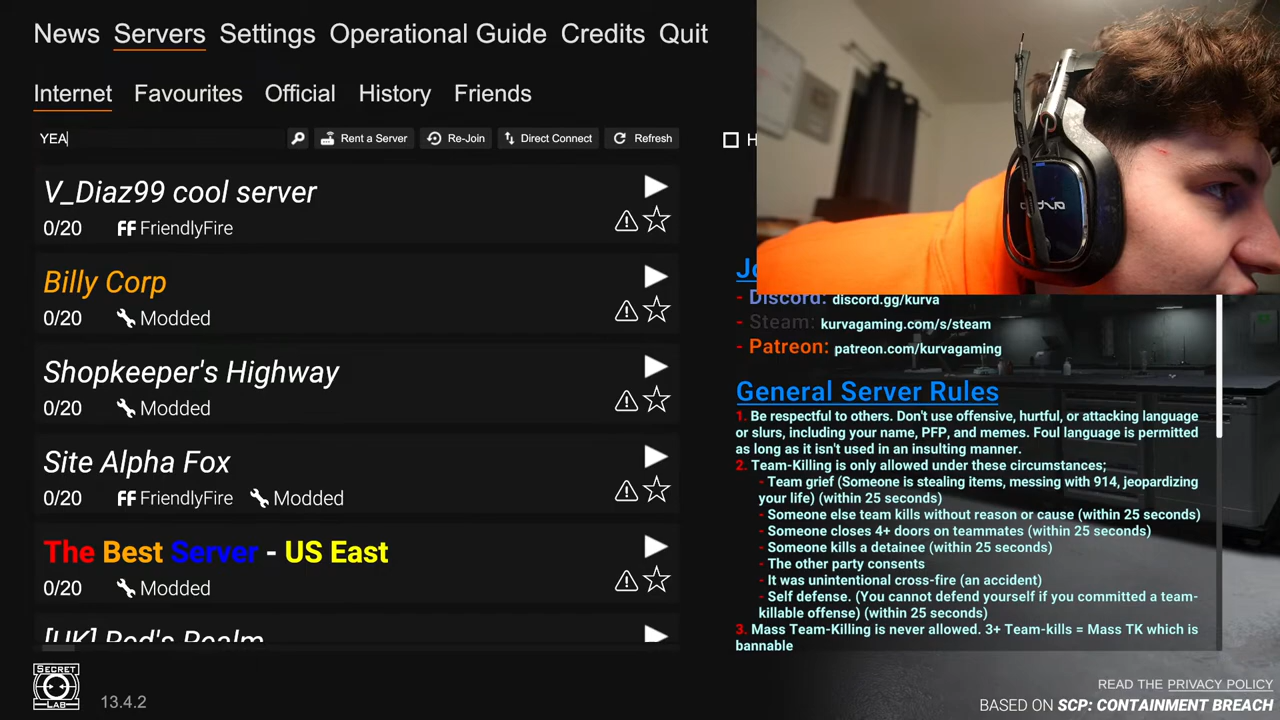 News Servers Settings Operational Guide Credits Quit
Internet Favourites Official History Friends
YEA Rent a Server Re-Join Direct Connect Refresh
V_Diaz99 cool server
0/20 FF FriendlyFire
Billy Corp
0/20 Modded
Shopkeeper's Highway
0/20 Modded
Site Alpha Fox
0/20 FF FriendlyFire Modded
The Best Server - US East
0/20 Modded
[UK] Red's Realm
- Discord: discord.gg/kurva
- Steam: kurvagaming.com/s/steam
- Patreon: patreon.com/kurvagaming
General Server Rules
1. Be respectful to others. Don't use offensive, hurtful, or attacking language
or slurs, including your name, PFP, and memes. Foul language is permitted
as long as it isn't used in an insulting manner.
2. Team-Killing is only allowed under these circumstances;
- Team grief (Someone is stealing items, messing with 914, jeopardizing
your life) (within 25 seconds)
- Someone else team kills without reason or cause (within 25 seconds)
- Someone closes 4+ doors on teammates (within 25 seconds)
- Someone kills a detainee (within 25 seconds)
- The other party consents
- It was unintentional cross-fire (an accident)
- Self defense. (You cannot defend yourself if you committed a team-
killable offense) (within 25 seconds)
3. Mass Team-Killing is never allowed. 3+ Team-kills = Mass TK which is
bannable
SECRET
LAB
13.4.2
READ THE PRIVACY POLICY
BASED ON SCP: CONTAINMENT BREACH